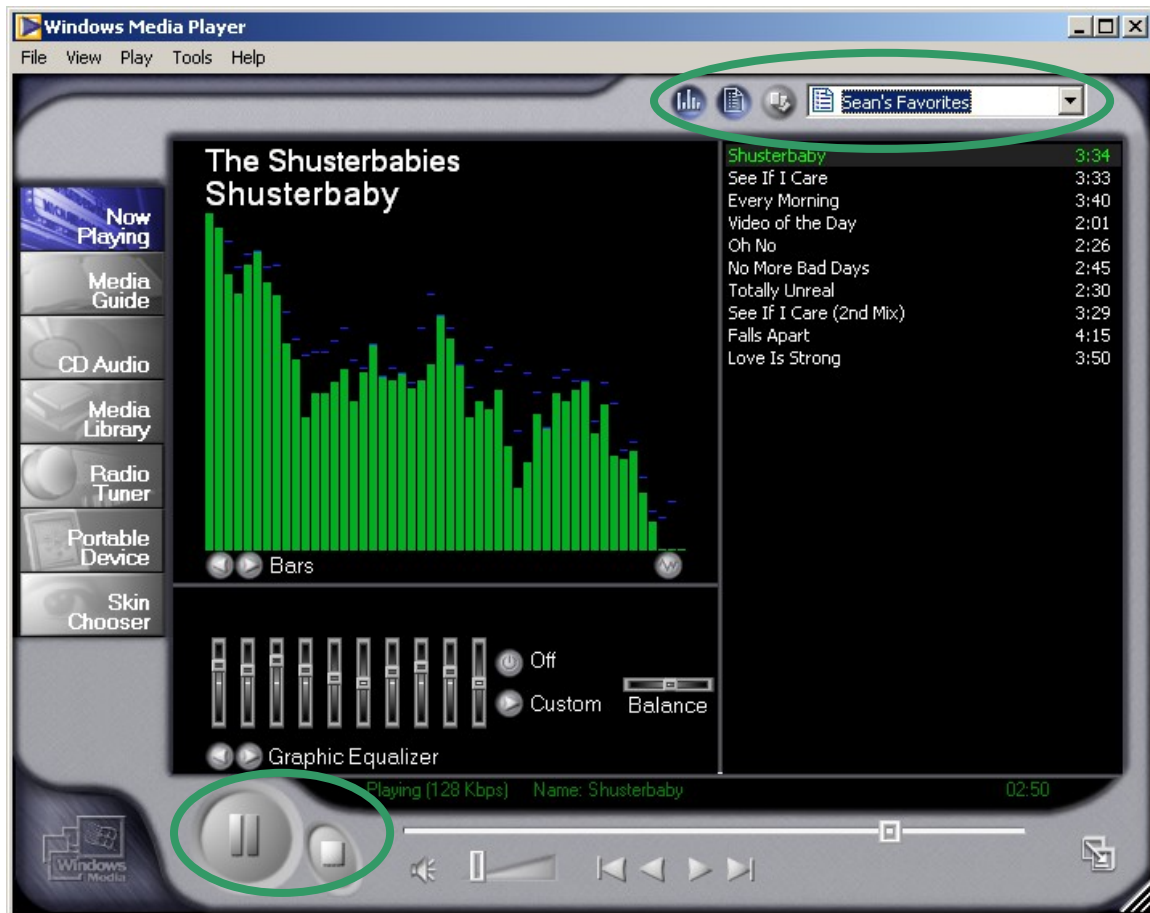 Windows Media Player
File View Play Tools Help
Sean's Favorites
The Shusterbabies
Shusterbaby
Now
Playing
Media
Guide
CD Audio
Media
Library
Radio
Tuner
Portable
Device
Skin
Chooser
Shusterbaby 3:34
See If I Care 3:33
Every Morning 3:40
Video of the Day 2:01
Oh No 2:26
No More Bad Days 2:45
Totally Unreal 2:30
See If I Care (2nd Mix) 3:29
Falls Apart 4:15
Love Is Strong 3:50
Bars
Off
Custom
Balance
Graphic Equalizer
Playing (128 Kbps) Name: Shusterbaby 02:50
Windows
Media